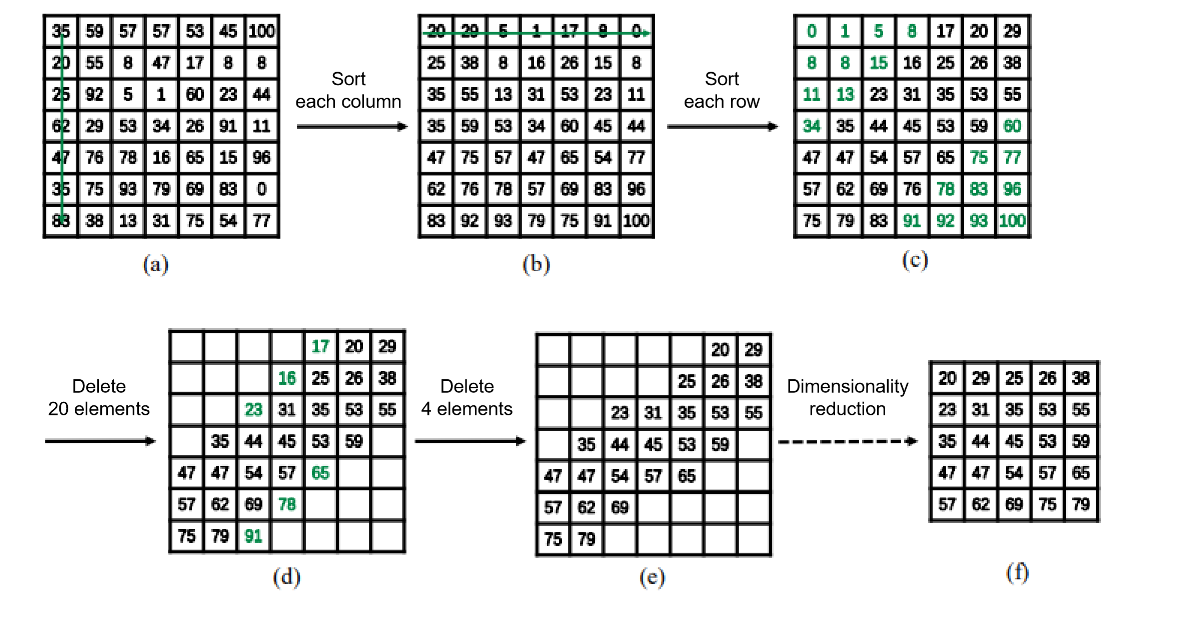 35 59 57 57 53 45 100
20 55 8 47 17 8 8
25 92 5 1 60 23 44
62 29 53 34 26 91 11
47 76 78 16 65 15 96
35 75 93 79 69 83 0
83 38 13 31 75 54 77
(a)
Sort
each column
20 29 5 1 17 8 0
25 38 8 16 26 15 8
35 55 13 31 53 23 11
35 59 53 34 60 45 44
47 75 57 47 65 54 77
62 76 78 57 69 83 96
83 92 93 79 75 91 100
(b)
Sort
each row
0 1 5 8 17 20 29
8 8 15 16 25 26 38
11 13 23 31 35 53 55
34 35 44 45 53 59 60
47 47 54 57 65 75 77
57 62 69 76 78 83 96
75 79 83 91 92 93 100
(c)
Delete
20 elements
17 20 29
16 25 26 38
23 31 35 53 55
35 44 45 53 59
47 47 54 57 65
57 62 69 78
75 79 91
(d)
Delete
4 elements
20 29
25 26 38
23 31 35 53 55
35 44 45 53 59
47 47 54 57 65
57 62 69
75 79
(e)
Dimensionality
reduction
20 29 25 26 38
23 31 35 53 55
35 44 45 53 59
47 47 54 57 65
57 62 69 75 79
(f)